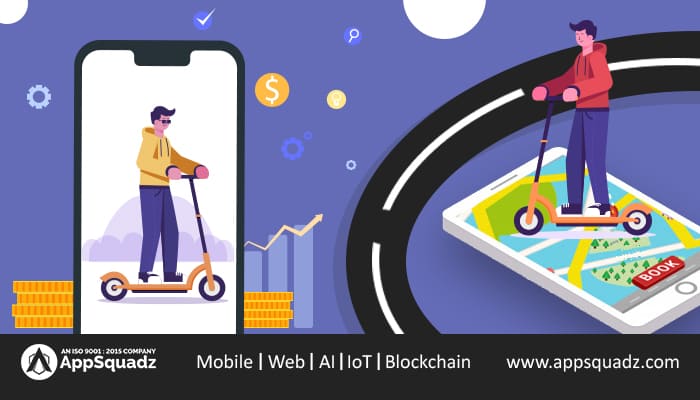 $
BOOK
AN ISO 9001 : 2015 COMPANY
AppSquadz
Mobile | Web | AI | IoT | Blockchain
www.appsquadz.com